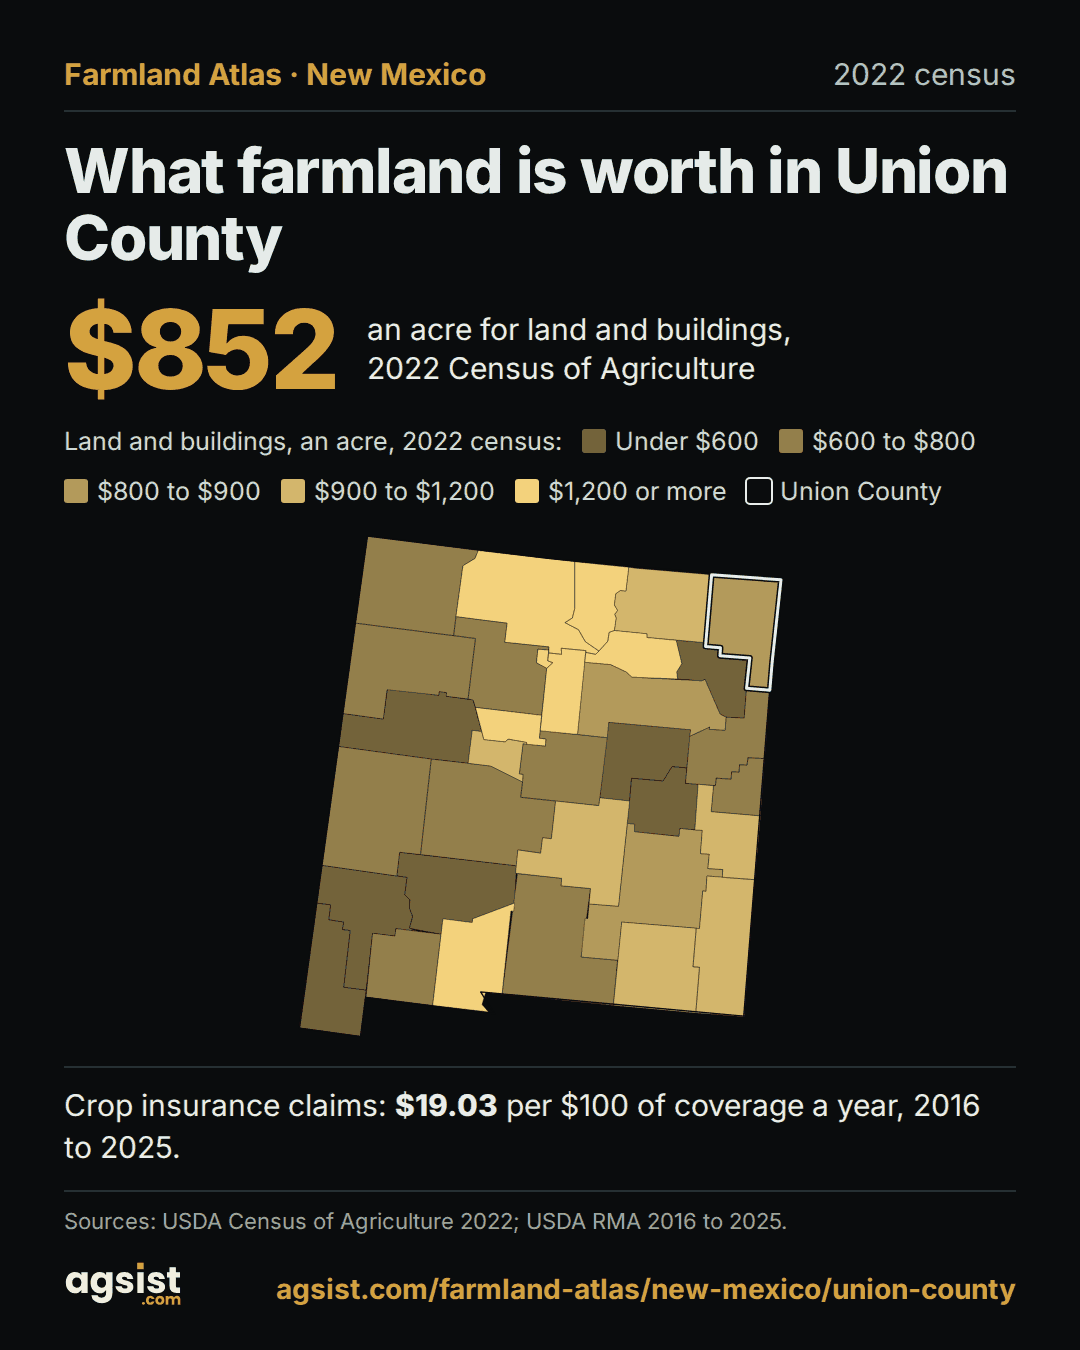 Farmland Atlas · New Mexico
2022 census
What farmland is worth in Union
County
$852
an acre for land and buildings,
2022 Census of Agriculture
Land and buildings, an acre, 2022 census: Under $600 $600 to $800
$800 to $900 $900 to $1,200 $1,200 or more Union County
Crop insurance claims: $19.03 per $100 of coverage a year, 2016
to 2025.
Sources: USDA Census of Agriculture 2022; USDA RMA 2016 to 2025.
agsist
.com
agsist.com/farmland-atlas/new-mexico/union-county